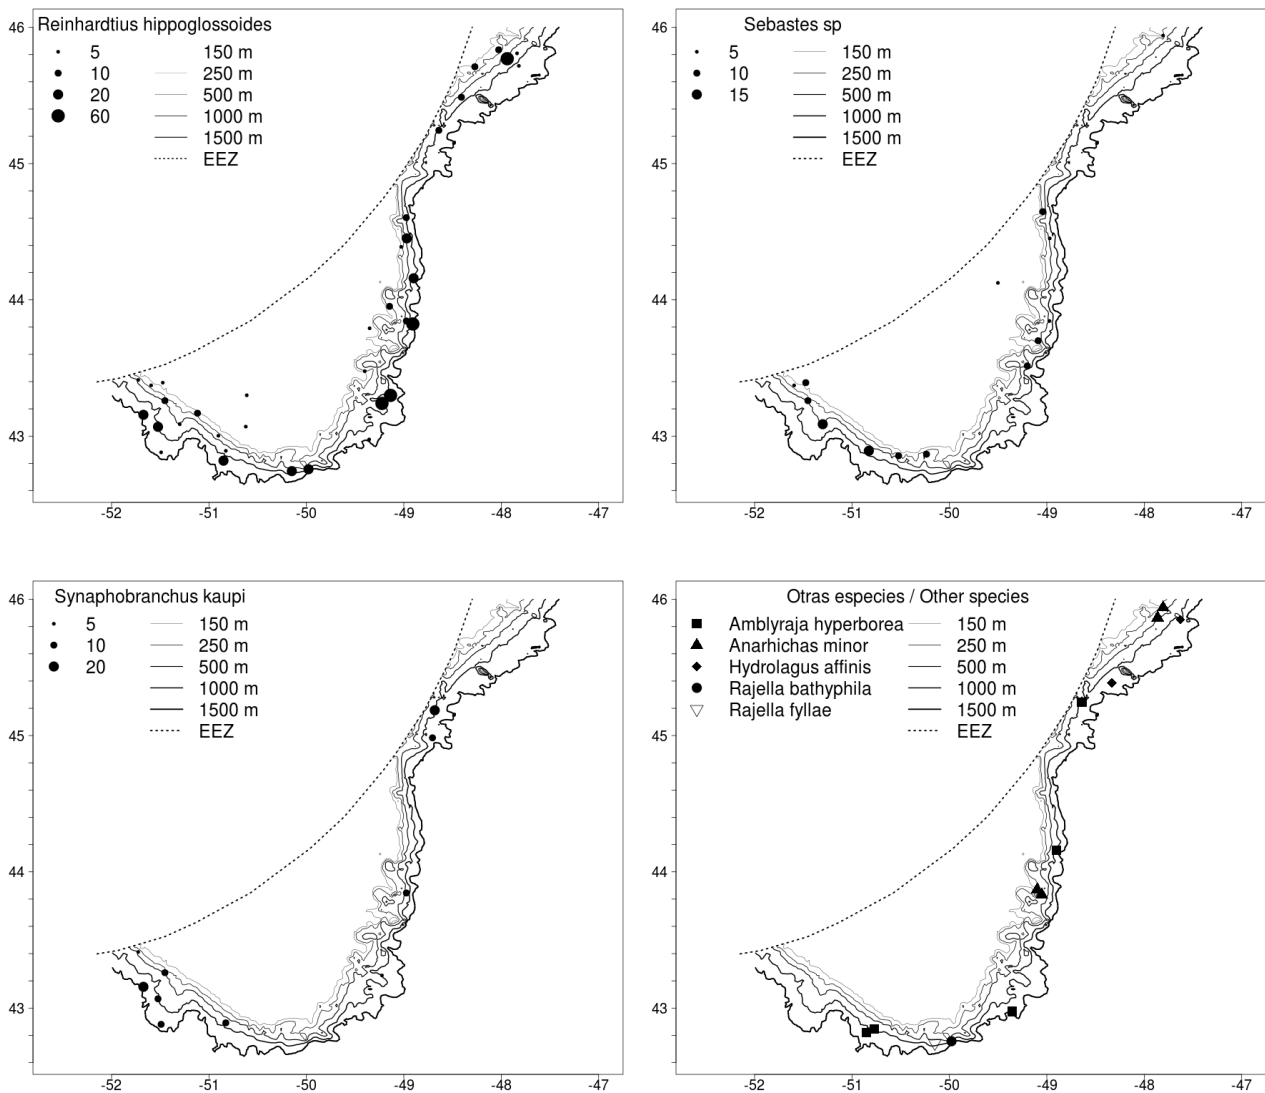 Reinhardtius hippoglossoides
5
10
20
60
150 m
250 m
500 m
1000 m
1500 m
EEZ
46
45
44
43
-52
-51
-50
-49
-48
-47
Sebastes sp
5
10
15
150 m
250 m
500 m
1000 m
1500 m
EEZ
46
45
44
43
-52
-51
-50
-49
-48
-47
Synaphobranchus kaupi
5
10
20
150 m
250 m
500 m
1000 m
1500 m
EEZ
46
45
44
43
-52
-51
-50
-49
-48
-47
Otras especies / Other species
Amblyraja hyperborea
Anarhichas minor
Hydrolagus affinis
Rajella bathyphila
Rajella fyllae
150 m
250 m
500 m
1000 m
1500 m
EEZ
46
45
44
43
-52
-51
-50
-49
-48
-47